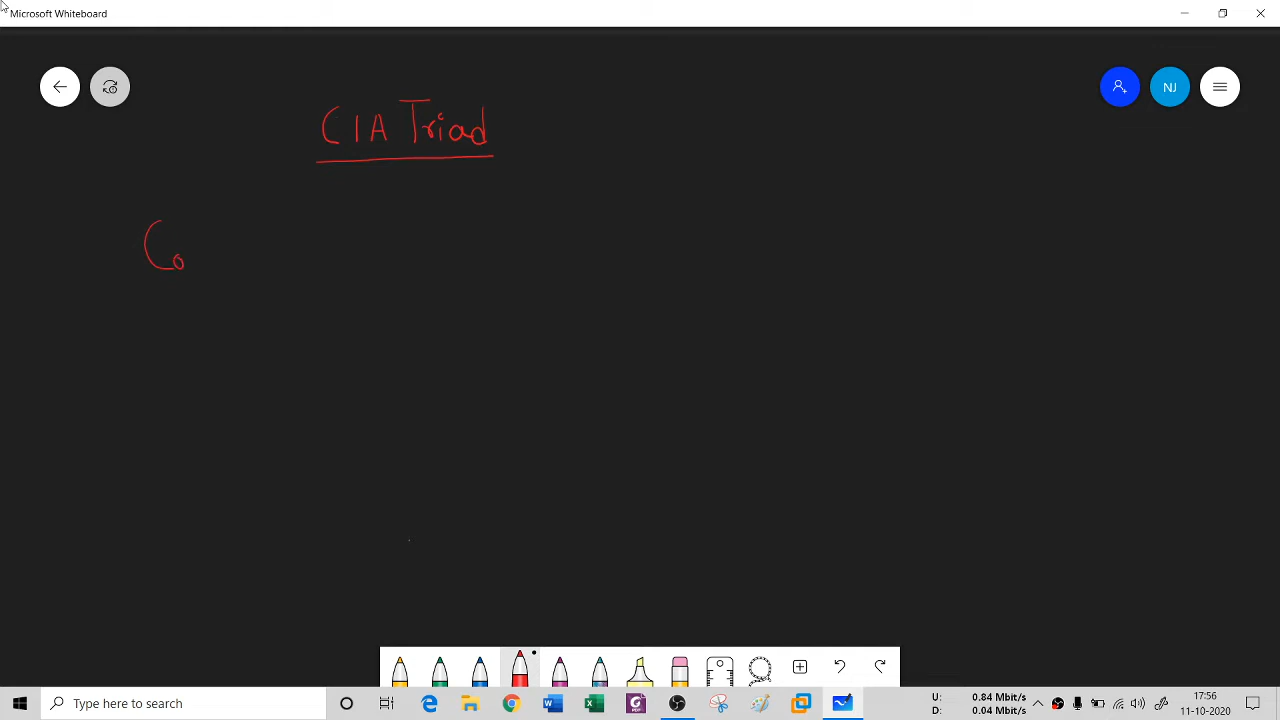 Microsoft Whiteboard
NJ
CIA Triad
Co
Type here to search
U: 0.84 Mbit/s
D: 0.04 Mbit/s
17:56
11-10-2020